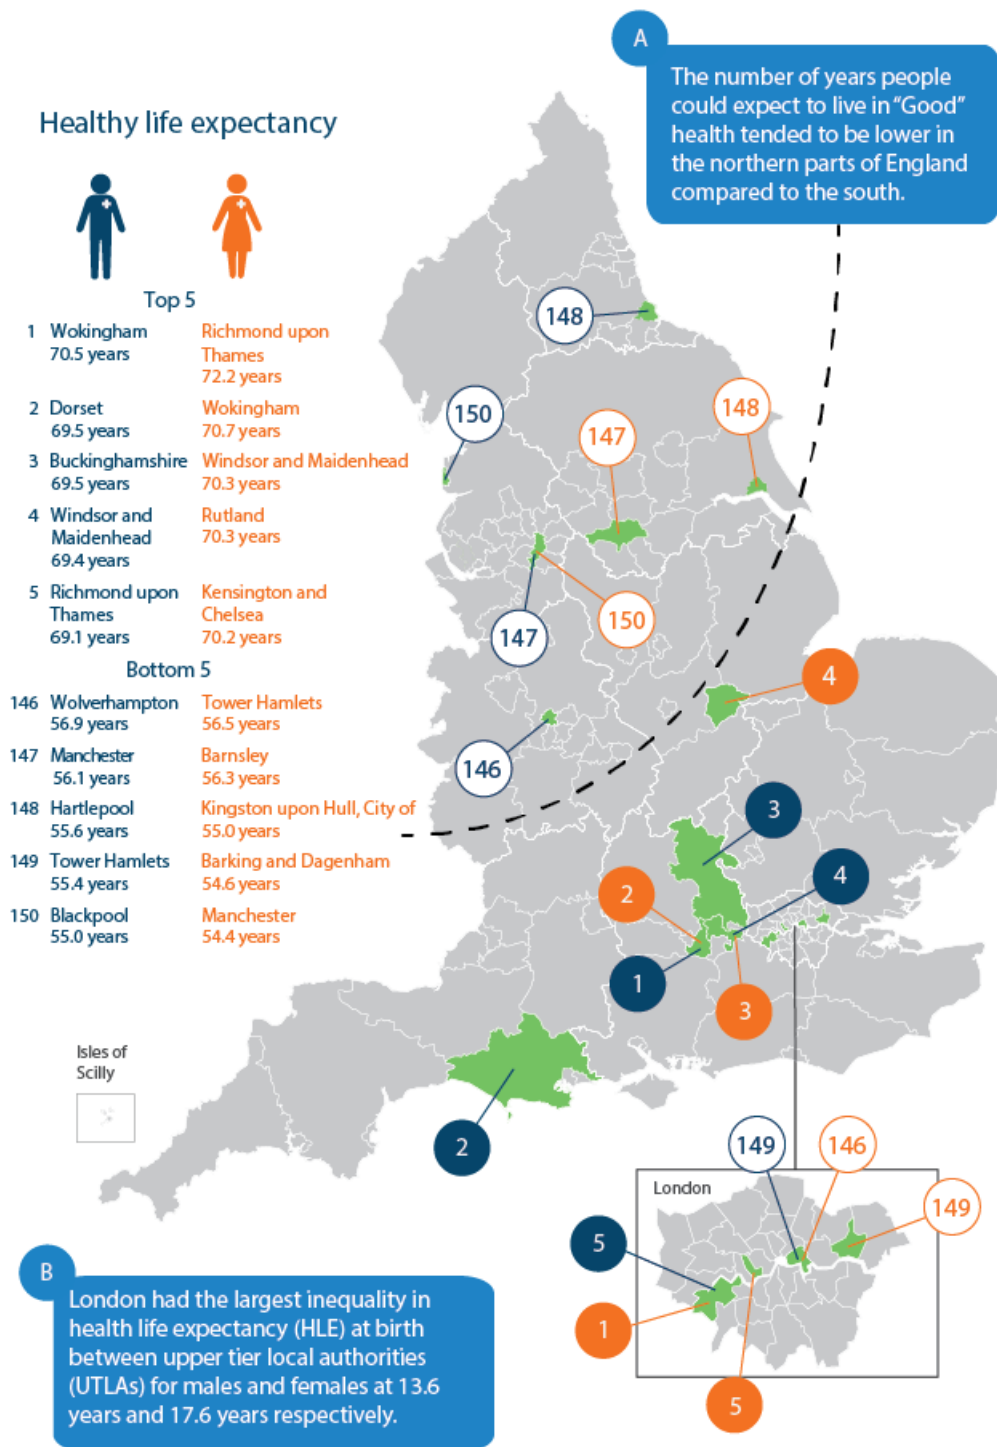 A
The number of years people
could expect to live in “Good”
health tended to be lower in
the northern parts of England
compared to the south.
Healthy life expectancy
Top 5
1 Wokingham
70.5 years
Richmond upon
Thames
72.2 years
2 Dorset
69.5 years
Wokingham
70.7 years
3 Buckinghamshire
69.5 years
Windsor and Maidenhead
70.3 years
4 Windsor and
Maidenhead
69.4 years
Rutland
70.3 years
5 Richmond upon
Thames
69.1 years
Kensington and
Chelsea
70.2 years
Bottom 5
146 Wolverhampton
56.9 years
Tower Hamlets
56.5 years
147 Manchester
56.1 years
Barnsley
56.3 years
148 Hartlepool
55.6 years
Kingston upon Hull, City of
55.0 years
149 Tower Hamlets
55.4 years
Barking and Dagenham
54.6 years
150 Blackpool
55.0 years
Manchester
54.4 years
148
150
147
148
147
150
4
146
3
4
2
1
3
2
Isles of
Scilly
London
149
146
149
5
1
5
B
London had the largest inequality in
health life expectancy (HLE) at birth
between upper tier local authorities
(UTLAs) for males and females at 13.6
years and 17.6 years respectively.